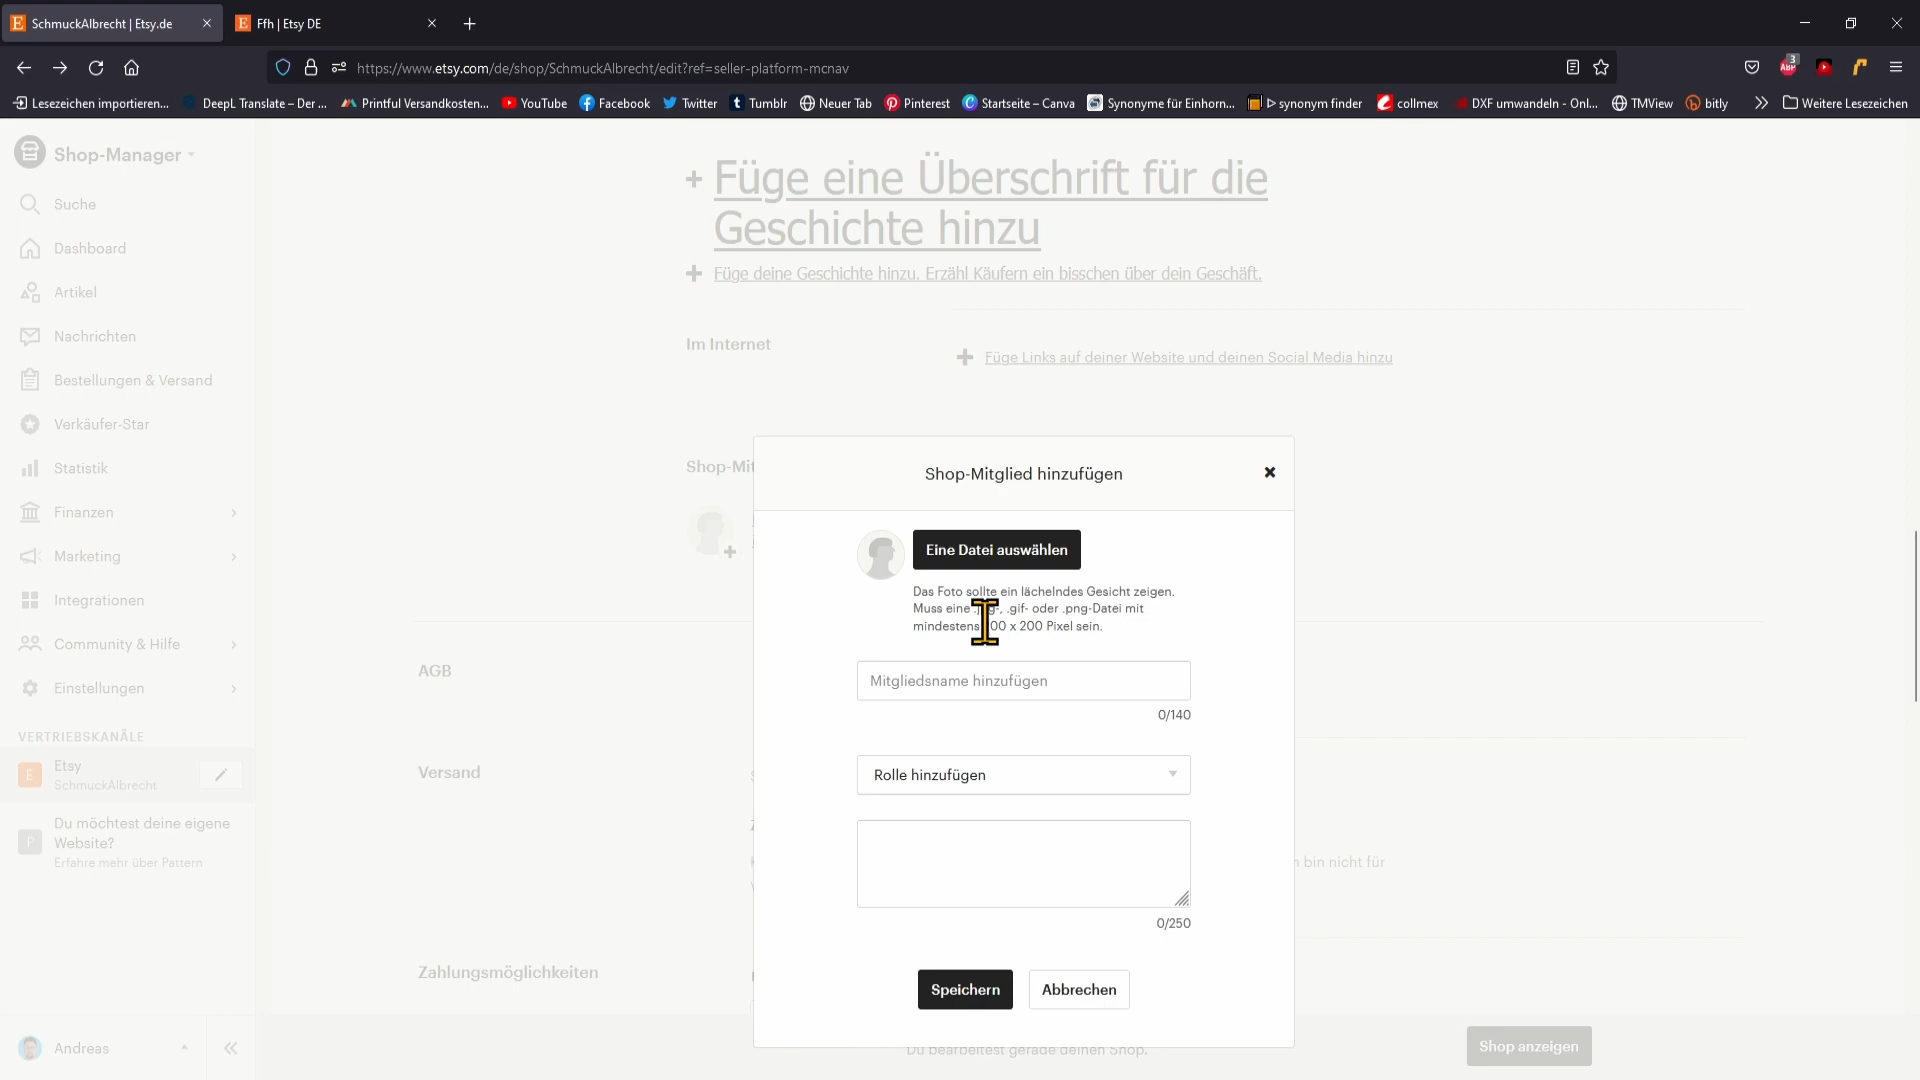 SchmuckAlbrecht | Etsy.de
Ffh | Etsy DE
https://www.etsy.com/de/shop/SchmuckAlbrecht/edit?ref=seller-platform-mcnav
3
Lesezeichen importieren...
DeepL Translate – Der ...
Printful Versandkosten...
YouTube
Facebook
Twitter
Tumblr
Neuer Tab
Pinterest
Startseite – Canva
Synonyme für Einhorn...
ᐅ synonym finder
collmex
DXF umwandeln - Onl...
TMView
bitly
Weitere Lesezeichen
Shop-Manager
Suche
Dashboard
Artikel
Nachrichten
Bestellungen & Versand
Verkäufer-Star
Statistik
Finanzen
Marketing
Integrationen
Community & Hilfe
Einstellungen
VERTRIEBSKANÄLE
E
Etsy
SchmuckAlbrecht
P
Du möchtest deine eigene
Website?
Erfahre mehr über Pattern
Andreas
+ Füge eine Überschrift für die
Geschichte hinzu
+ Füge deine Geschichte hinzu. Erzähl Käufern ein bisschen über dein Geschäft.
Im Internet
+ Füge Links auf deiner Website und deinen Social Media hinzu
Shop-Mit
AGB
Versand
n bin nicht für
Zahlungsmöglichkeiten
Shop-Mitglied hinzufügen
Eine Datei auswählen
Das Foto sollte ein lächelndes Gesicht zeigen.
Muss eine , .gif- oder .png-Datei mit
mindestens 00 x 200 Pixel sein.
Mitgliedsname hinzufügen
0/140
Rolle hinzufügen
0/250
Speichern
Abbrechen
Du bearbeitest gerade deinen Shop.
Shop anzeigen